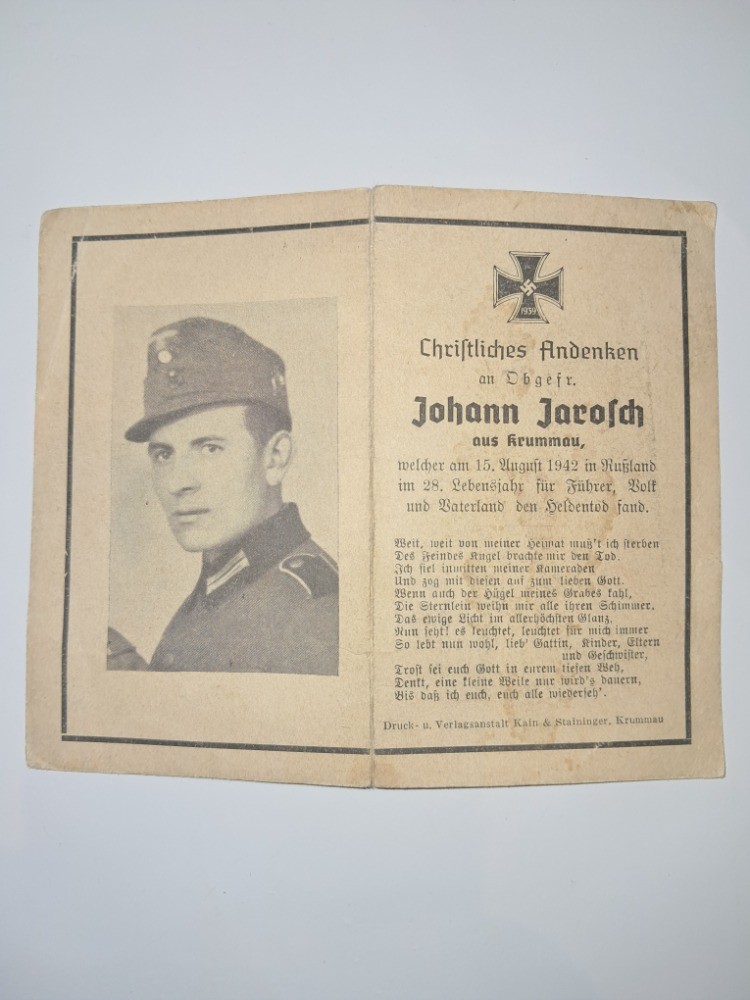 1939
Christliches Andenken
an Obgefr.
Johann Jarosch
aus Krummau,
welcher am 15. August 1942 in Rußland
im 28. Lebensjahr für Führer, Volk
und Vaterland den Heldentod fand.
Weit, weit von meiner Heimat muß't ich sterben
Des Feindes Kugel brachte mir den Tod.
Ich fiel inmitten meiner Kameraden
Und zog mit diesen auf zum lieben Gott.
Wenn auch der Hügel meines Grabes kahl,
Die Sternlein weihn mir alle ihren Schimmer.
Das ewige Licht im allerhöchsten Glanz,
Nun seht! es leuchtet, leuchtet für mich immer
So lebt nun wohl, lieb' Gattin, Kinder, Eltern
und Geschwister,
Trost sei euch Gott in eurem tiefen Weh,
Denkt, eine kleine Weile nur wird's dauern,
Bis daß ich euch, euch alle wiederseh'.
Druck- u. Verlagsanstalt Kain & Staininger, Krummau